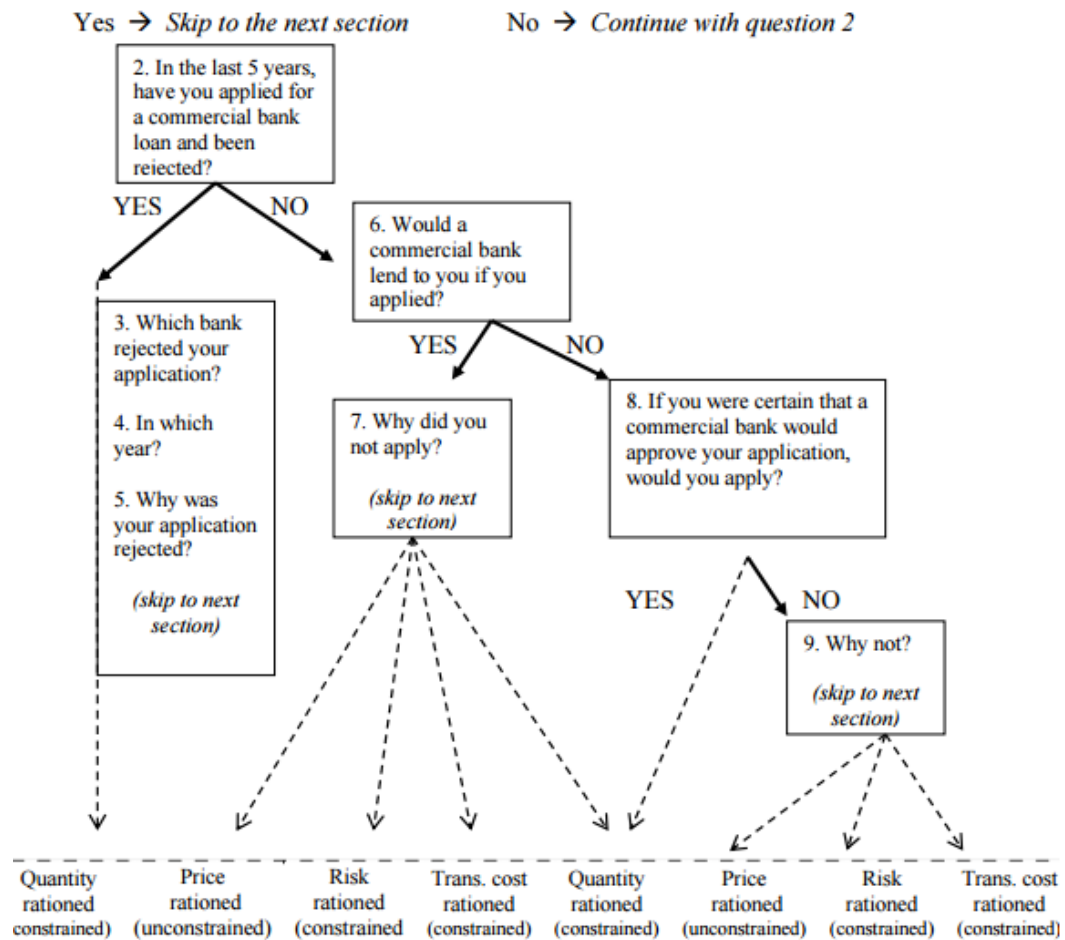 Yes → Skip to the next section No → Continue with question 2
2. In the last 5 years,
have you applied for
a commercial bank
loan and been
rejected?
YES NO
6. Would a
commercial bank
lend to you if you
applied?
3. Which bank
rejected your
application?
4. In which
year?
5. Why was
your application
rejected?
(skip to next
section)
YES NO
7. Why did you
not apply?
(skip to next
section)
8. If you were certain that a
commercial bank would
approve your application,
would you apply?
YES NO
9. Why not?
(skip to next
section)
Quantity
rationed
constrained)
Price
rationed
(unconstrained)
Risk
rationed
(constrained
Trans. cost
rationed
(constrained)
Quantity
rationed
(constrained)
Price
rationed
(unconstrained)
Risk
rationed
(constrained)
Trans. cost
rationed
(constrained)